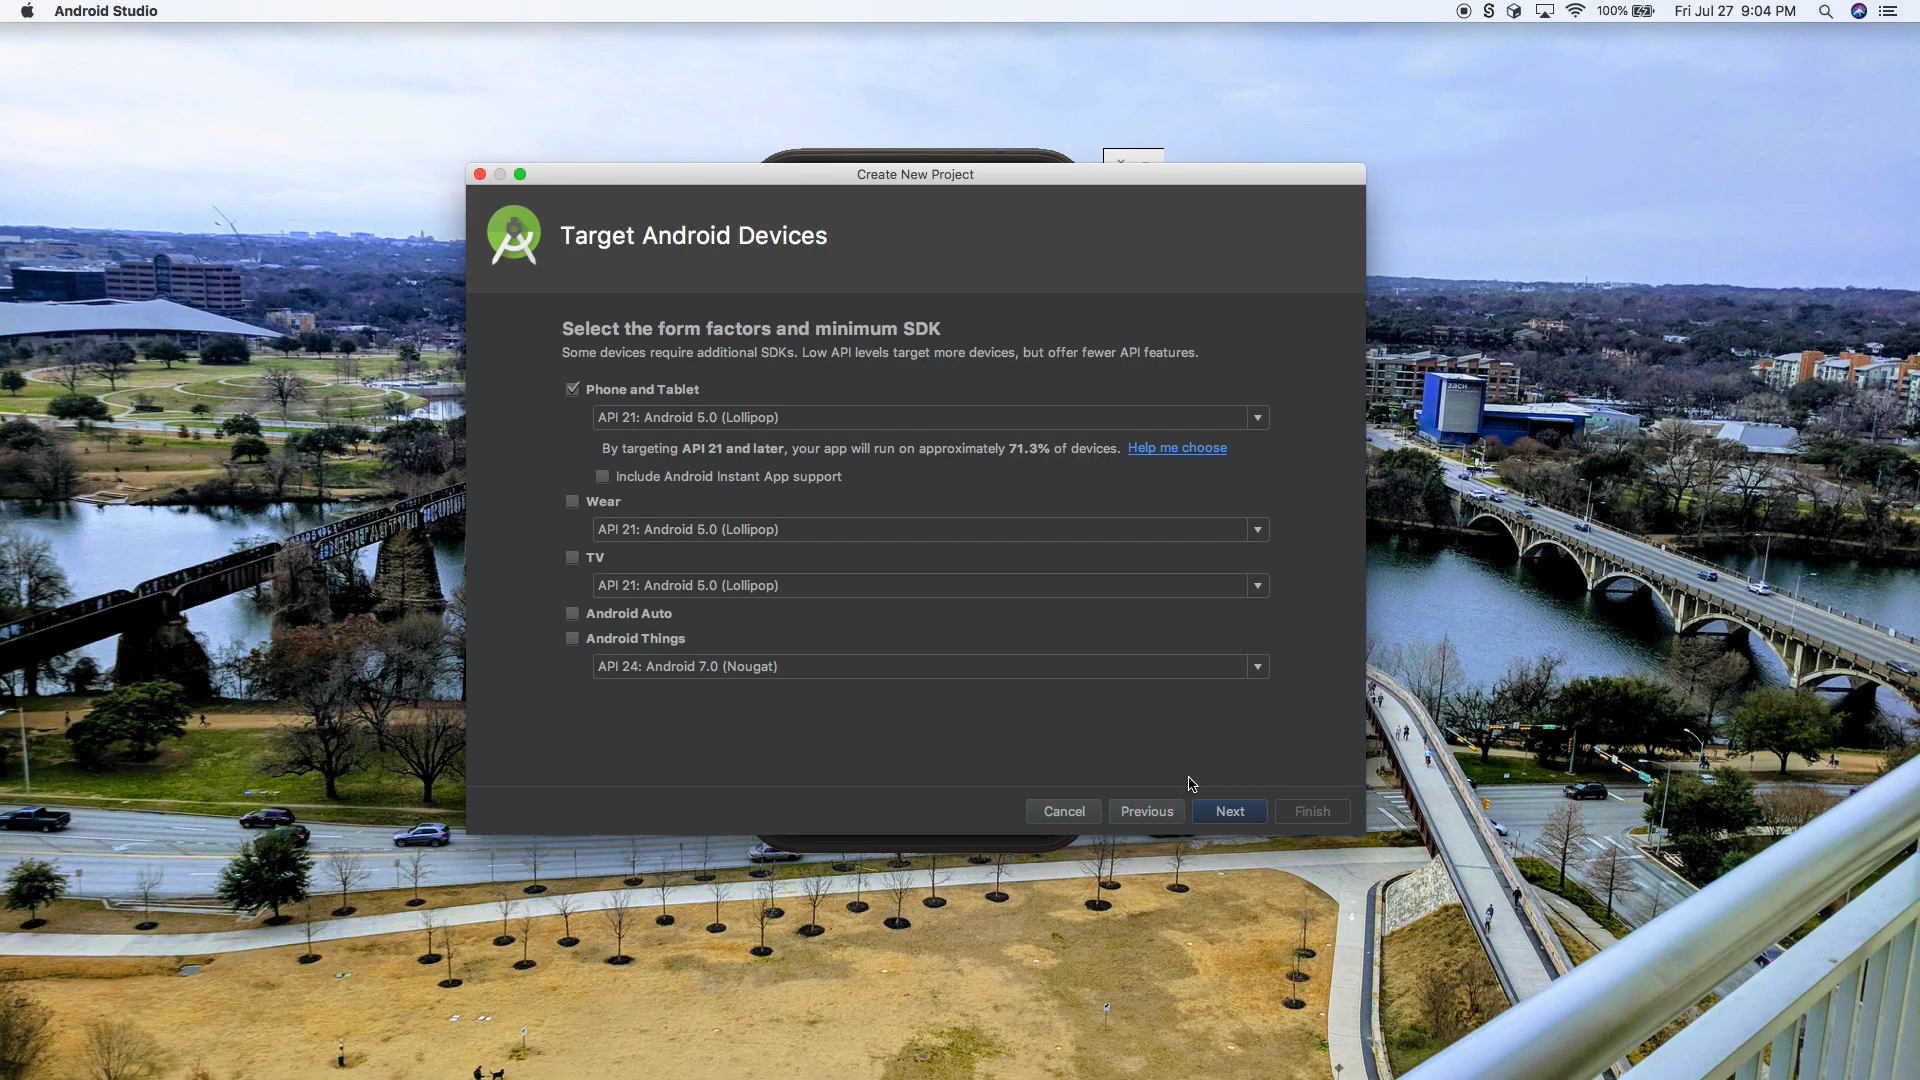 Android Studio
100%
Fri Jul 27 9:04 PM
Create New Project
Target Android Devices
Select the form factors and minimum SDK
Some devices require additional SDKs. Low API levels target more devices, but offer fewer API features.
Phone and Tablet
API 21: Android 5.0 (Lollipop)
By targeting API 21 and later, your app will run on approximately 71.3% of devices. Help me choose
Include Android Instant App support
Wear
API 21: Android 5.0 (Lollipop)
TV
API 21: Android 5.0 (Lollipop)
Android Auto
Android Things
API 24: Android 7.0 (Nougat)
Cancel
Previous
Next
Finish
zach